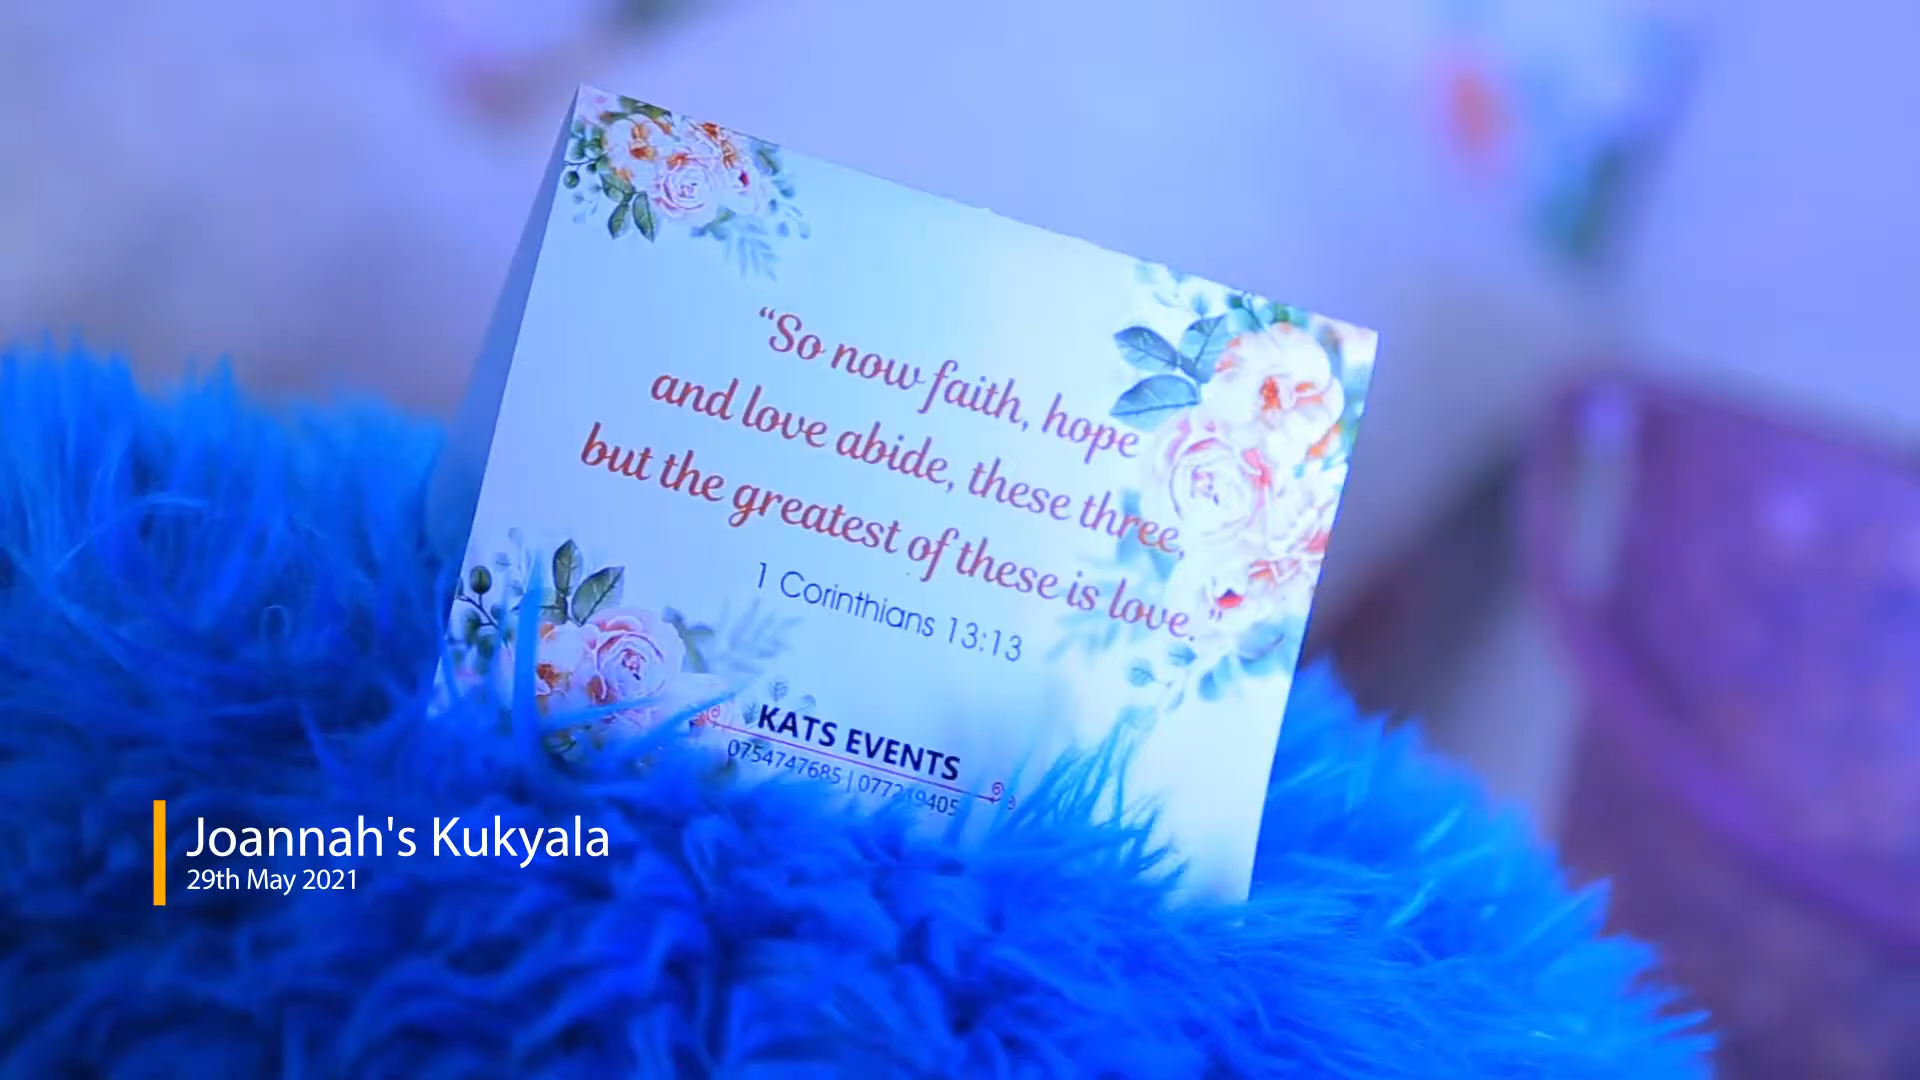 “So now faith, hope
and love abide, these three,
but the greatest of these is love.”
1 Corinthians 13:13
KATS EVENTS
0754747685 |
Joannah's Kukyala
29th May 2021